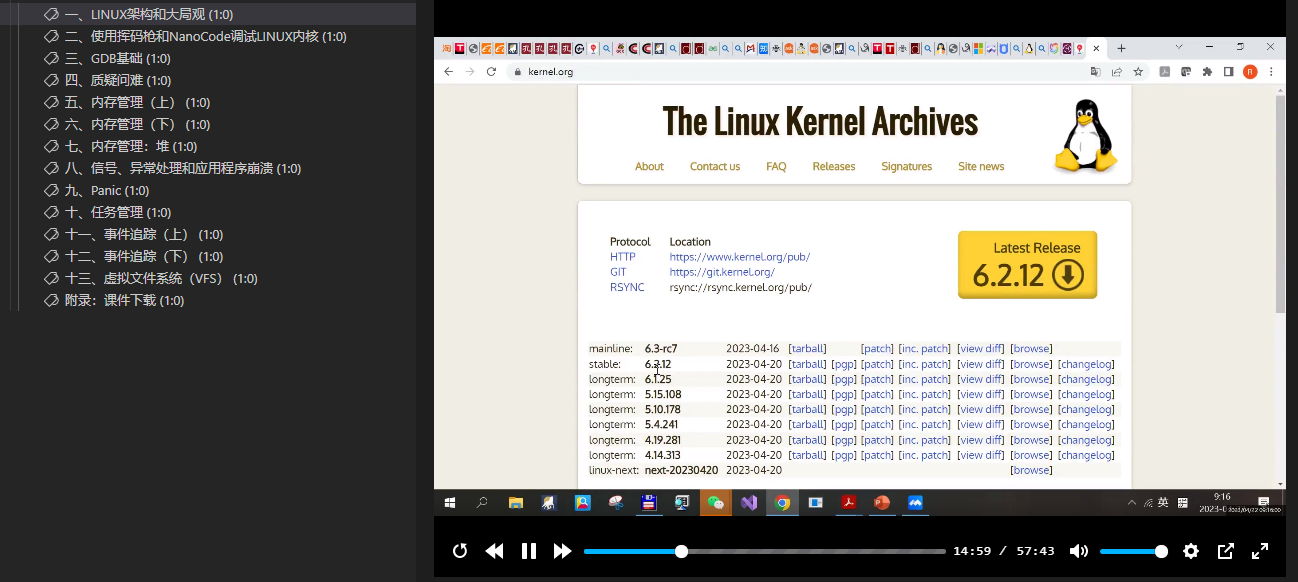 一、LINUX架构和大局观 (1:0)
二、使用挥码枪和NanoCode调试LINUX内核 (1:0)
三、GDB基础 (1:0)
四、质疑问难 (1:0)
五、内存管理（上） (1:0)
六、内存管理（下） (1:0)
七、内存管理：堆 (1:0)
八、信号、异常处理和应用程序崩溃 (1:0)
九、Panic (1:0)
十、任务管理 (1:0)
十一、事件追踪（上） (1:0)
十二、事件追踪（下） (1:0)
十三、虚拟文件系统（VFS） (1:0)
附录：课件下载 (1:0)
kernel.org
The Linux Kernel Archives
About Contact us FAQ Releases Signatures Site news
Protocol Location
HTTP https://www.kernel.org/pub/
GIT https://git.kernel.org/
RSYNC rsync://rsync.kernel.org/pub/
Latest Release
6.2.12
mainline: 6.3-rc7 2023-04-16 [tarball] [patch] [inc. patch] [view diff] [browse]
stable: 6.2.12 2023-04-20 [tarball] [pgp] [patch] [inc. patch] [view diff] [browse] [changelog]
longterm: 6.1.25 2023-04-20 [tarball] [pgp] [patch] [inc. patch] [view diff] [browse] [changelog]
longterm: 5.15.108 2023-04-20 [tarball] [pgp] [patch] [inc. patch] [view diff] [browse] [changelog]
longterm: 5.10.178 2023-04-20 [tarball] [pgp] [patch] [inc. patch] [view diff] [browse] [changelog]
longterm: 5.4.241 2023-04-20 [tarball] [pgp] [patch] [inc. patch] [view diff] [browse] [changelog]
longterm: 4.19.281 2023-04-20 [tarball] [pgp] [patch] [inc. patch] [view diff] [browse] [changelog]
longterm: 4.14.313 2023-04-20 [tarball] [pgp] [patch] [inc. patch] [view diff] [browse] [changelog]
linux-next: next-20230420 2023-04-20 [browse]
英
9:16
2023/04/22 09:16:00
14:59 / 57:43